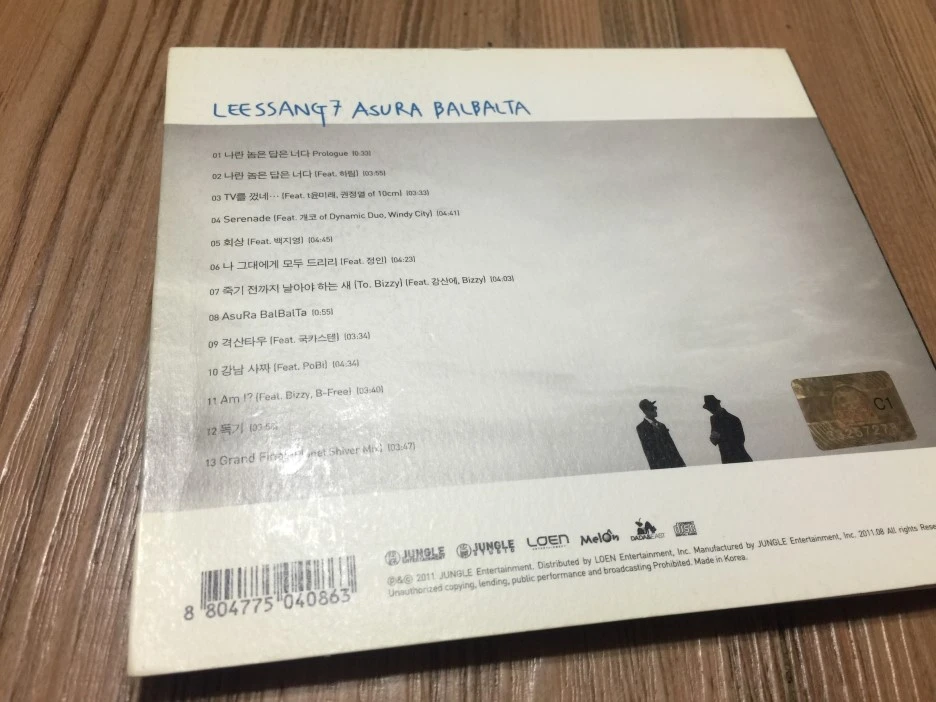 LEESSANG7 ASURA BALBALTA
01 나란 놈은 답은 너다 Prologue (0:33)
02 나란 놈은 답은 너다 (Feat. 하림) (03:55)
03 TV를 껐네… (Feat. t윤미래, 권정열 of 10cm) (03:33)
04 Serenade (Feat. 개코 of Dynamic Duo, Windy City) (04:41)
05 회상 (Feat. 백지영) (04:45)
06 나 그대에게 모두 드리리 (Feat. 정인) (04:23)
07 죽기 전까지 날아야 하는 새 (To. Bizzy) (Feat. 강산에, Bizzy) (04:03)
08 AsuRa BalBalTa (0:55)
09 격산타우 (Feat. 국카스텐) (03:34)
10 강남 사짜 (Feat. PoBi) (04:34)
11 Am I? (Feat. Bizzy, B-Free) (03:40)
12 독기
13 Grand Final Shiver Mix) (03:47)
C1
JUNGLE JUNGLE LOEN MelOn
8 804775 040863
℗&© 2011 JUNGLE Entertainment. Distributed by LOEN Entertainment, Inc. Manufactured by JUNGLE Entertainment, Inc. 2011.08 All rights Rese
Unauthorized copying, lending, public performance and broadcasting Prohibited. Made in Korea.